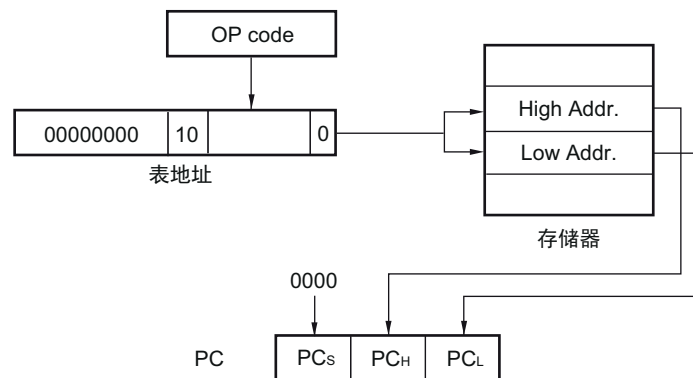 OP code
00000000 10 0
表地址
High Addr.
Low Addr.
存储器
0000
PC PCS PCH PCL